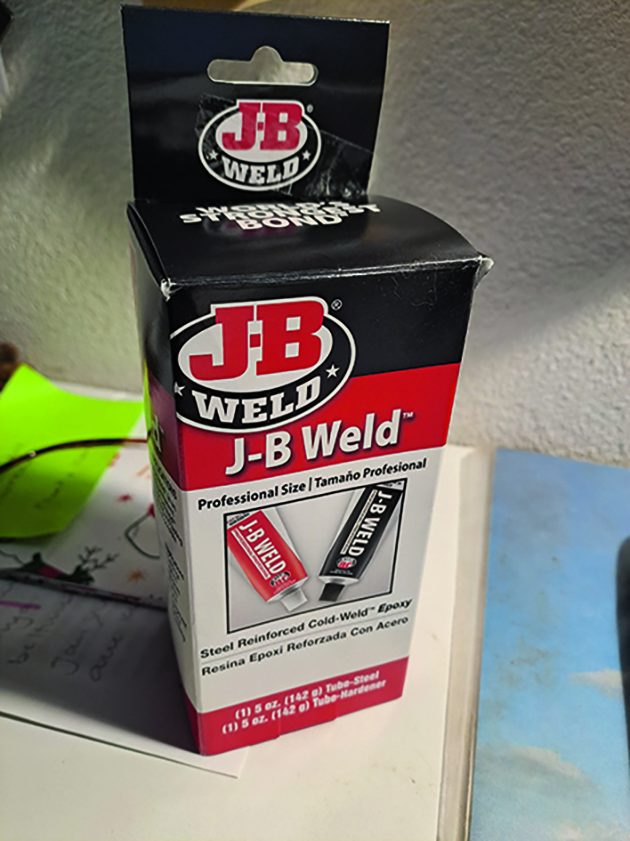 J-B
WELD
WORLD'S
STRONGEST
BOND
J-B®
WELD
J-B Weld™
Professional Size | Tamaño Profesional
J-B WELD
J-B WELD
Steel Reinforced Cold-Weld™ Epoxy
Resina Epoxi Reforzada Con Acero
(1) 5 oz. (142 g) Tube-Steel
(1) 5 oz. (142 g) Tube-Hardener